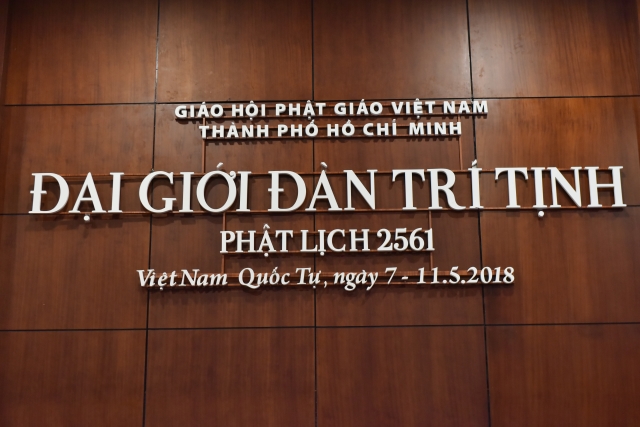 GIÁO HỘI PHẬT GIÁO VIỆT NAM
THÀNH PHỐ HỒ CHÍ MINH
ĐẠI GIỚI ĐÀN TRÍ TỊNH
PHẬT LỊCH 2561
Việt Nam Quốc Tự, ngày 7 - 11.5.2018